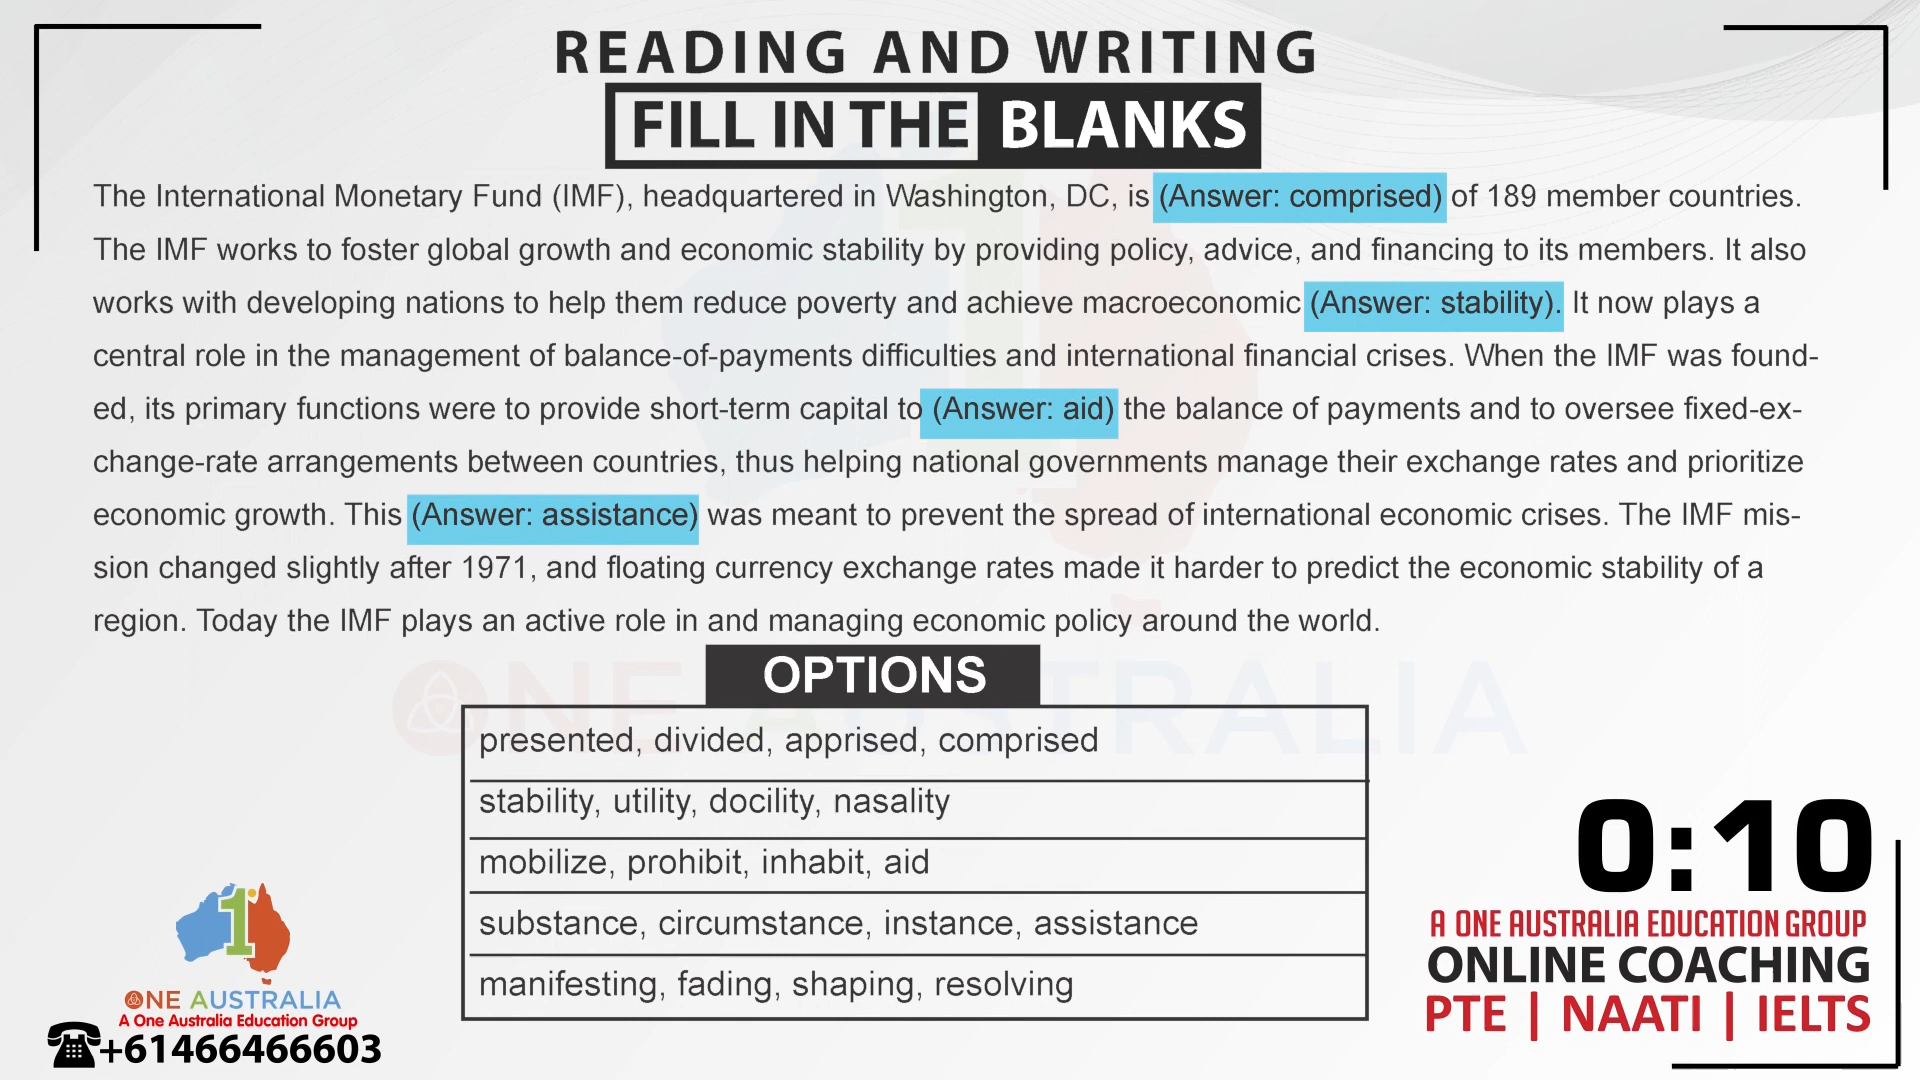 READING AND WRITING
FILL IN THE BLANKS
The International Monetary Fund (IMF), headquartered in Washington, DC, is (Answer: comprised) of 189 member countries.
The IMF works to foster global growth and economic stability by providing policy, advice, and financing to its members. It also
works with developing nations to help them reduce poverty and achieve macroeconomic (Answer: stability). It now plays a
central role in the management of balance-of-payments difficulties and international financial crises. When the IMF was found-
ed, its primary functions were to provide short-term capital to (Answer: aid) the balance of payments and to oversee fixed-ex-
change-rate arrangements between countries, thus helping national governments manage their exchange rates and prioritize
economic growth. This (Answer: assistance) was meant to prevent the spread of international economic crises. The IMF mis-
sion changed slightly after 1971, and floating currency exchange rates made it harder to predict the economic stability of a
region. Today the IMF plays an active role in and managing economic policy around the world.
ONE AUSTRALIA
OPTIONS
presented, divided, apprised, comprised
stability, utility, docility, nasality
mobilize, prohibit, inhabit, aid
substance, circumstance, instance, assistance
manifesting, fading, shaping, resolving
1
ONE AUSTRALIA
A One Australia Education Group
+61466466603
0:10
A ONE AUSTRALIA EDUCATION GROUP
ONLINE COACHING
PTE | NAATI | IELTS